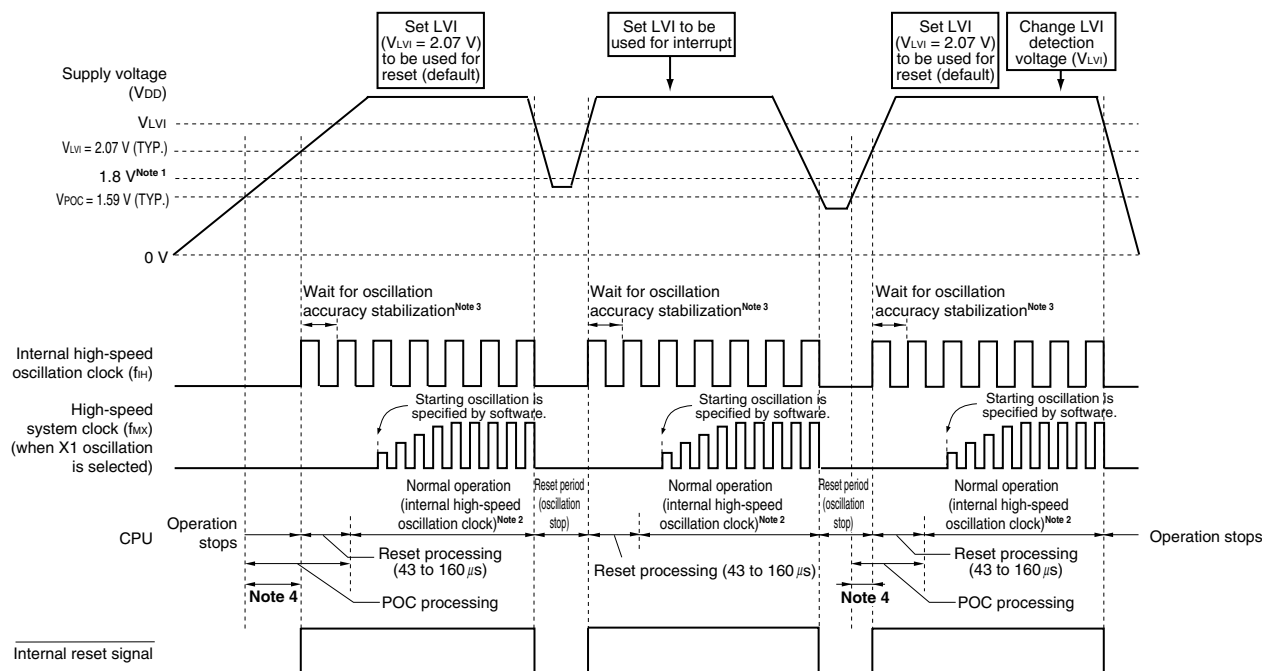 Set LVI
(VLVI = 2.07 V)
to be used for
reset (default)
Set LVI to be
used for interrupt
Set LVI
(VLVI = 2.07 V)
to be used for
reset (default)
Change LVI
detection
voltage (VLVI)
Supply voltage
(VDD)
VLVI
VLVI = 2.07 V (TYP.)
1.8 V Note 1
VPOC = 1.59 V (TYP.)
0 V
Wait for oscillation
accuracy stabilization Note 3
Wait for oscillation
accuracy stabilization Note 3
Wait for oscillation
accuracy stabilization Note 3
Internal high-speed
oscillation clock (fIH)
Starting oscillation is
specified by software.
Starting oscillation is
specified by software.
Starting oscillation is
specified by software.
High-speed
system clock (fMX)
(when X1 oscillation
is selected)
Normal operation
(internal high-speed
oscillation clock) Note 2
Reset period
(oscillation
stop)
Normal operation
(internal high-speed
oscillation clock) Note 2
Reset period
(oscillation
stop)
Normal operation
(internal high-speed
oscillation clock) Note 2
CPU
Operation
stops
Operation stops
Reset processing
(43 to 160 μs)
Reset processing (43 to 160 μs)
Reset processing
(43 to 160 μs)
Note 4
POC processing
Note 4
POC processing
Internal reset signal